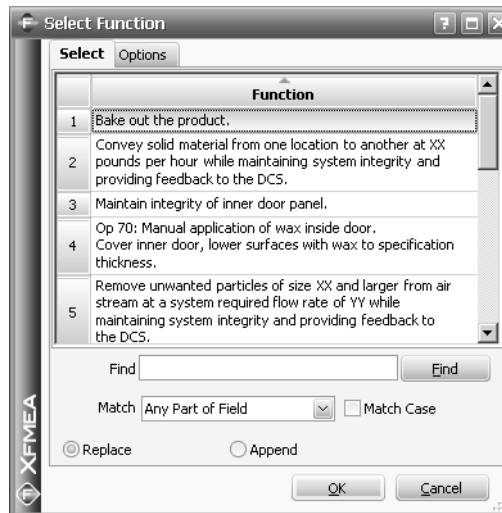 Select Function
Select
Options
Function
1
Bake out the product.
2
Convey solid material from one location to another at XX
pounds per hour while maintaining system integrity and
providing feedback to the DCS.
3
Maintain integrity of inner door panel.
4
Op 70: Manual application of wax inside door.
Cover inner door, lower surfaces with wax to specification
thickness.
5
Remove unwanted particles of size XX and larger from air
stream at a system required flow rate of YY while
maintaining system integrity and providing feedback to
the DCS.
Find
Find
Match
Any Part of Field
Match Case
Replace
Append
OK
Cancel
XFMEA